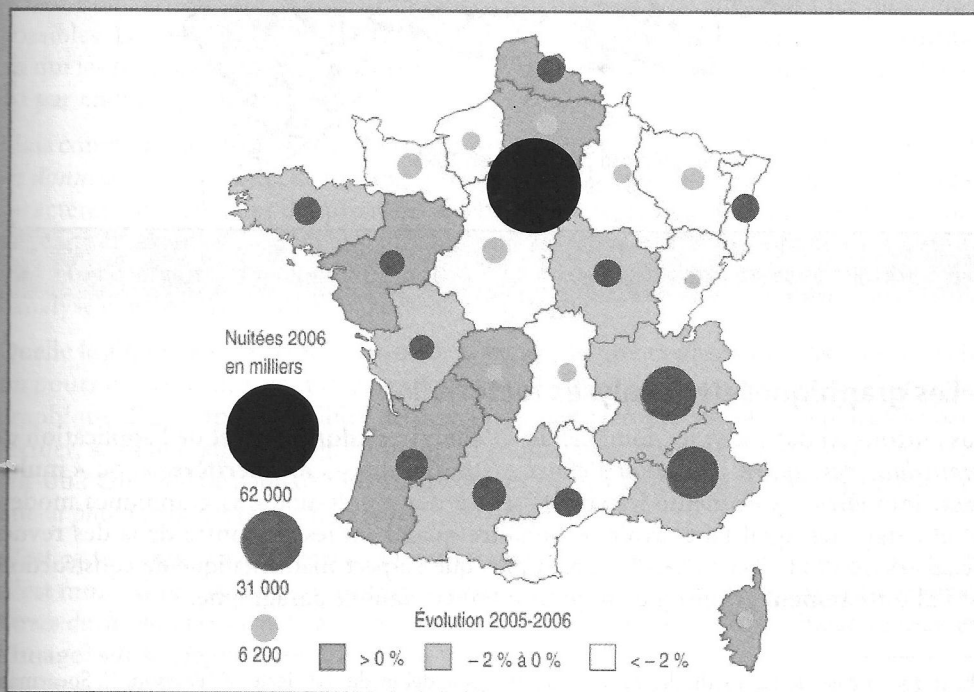 Nuitées 2006
en milliers
62 000
31 000
6 200
Évolution 2005-2006
> 0 %
– 2 % à 0 %
< – 2 %